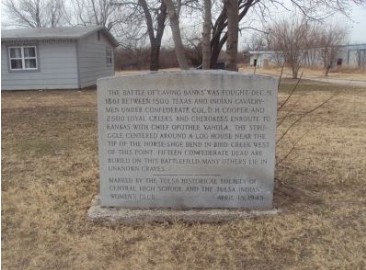 THE BATTLE OF CAVING BANKS WAS FOUGHT DEC. 9,
1861 BETWEEN 1500 TEXAS AND INDIAN CAVALRY-
MEN UNDER CONFEDERATE COL. D. H. COOPER AND
2500 LOYAL CREEKS AND CHEROKEES ENROUTE TO
KANSAS WITH CHIEF OPOTHLE YAHOLA. THE STRUG-
GLE CENTERED AROUND A LOG HOUSE NEAR THE
TIP OF THE HORSE-SHOE BEND IN BIRD CREEK WEST
OF THIS POINT. FIFTEEN CONFEDERATE DEAD ARE
BURIED ON THIS BATTLEFIELD. MANY OTHERS LIE IN
UNKNOWN GRAVES.
MARKED BY THE TULSA HISTORICAL SOCIETY OF
CENTRAL HIGH SCHOOL AND THE TULSA INDIAN
WOMEN'S CLUB. APRIL 1949